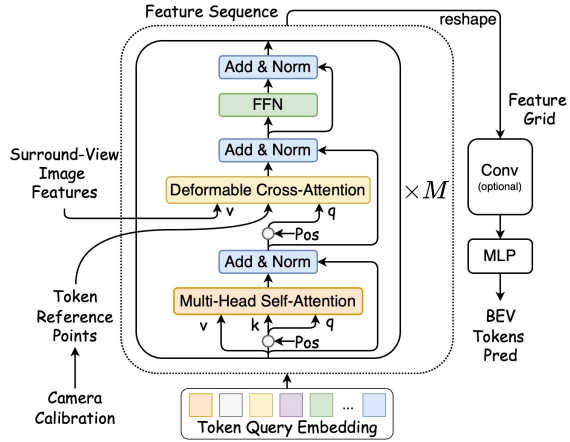 Feature Sequence
reshape
Add & Norm
FFN
Feature
Grid
Add & Norm
Surround-View
Image
Features
Conv
(optional)
Deformable Cross-Attention
×M
v
q
Pos
Add & Norm
MLP
Token
Reference
Points
Multi-Head Self-Attention
BEV
Tokens
Pred
v
k
q
Pos
Camera
Calibration
...
Token Query Embedding